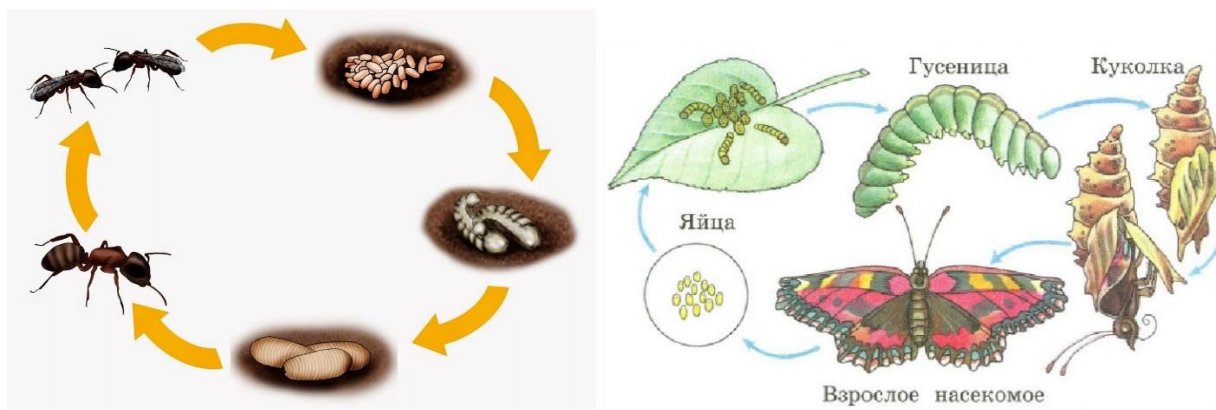 Гусеница
Куколка
Яйца
Взрослое насекомое